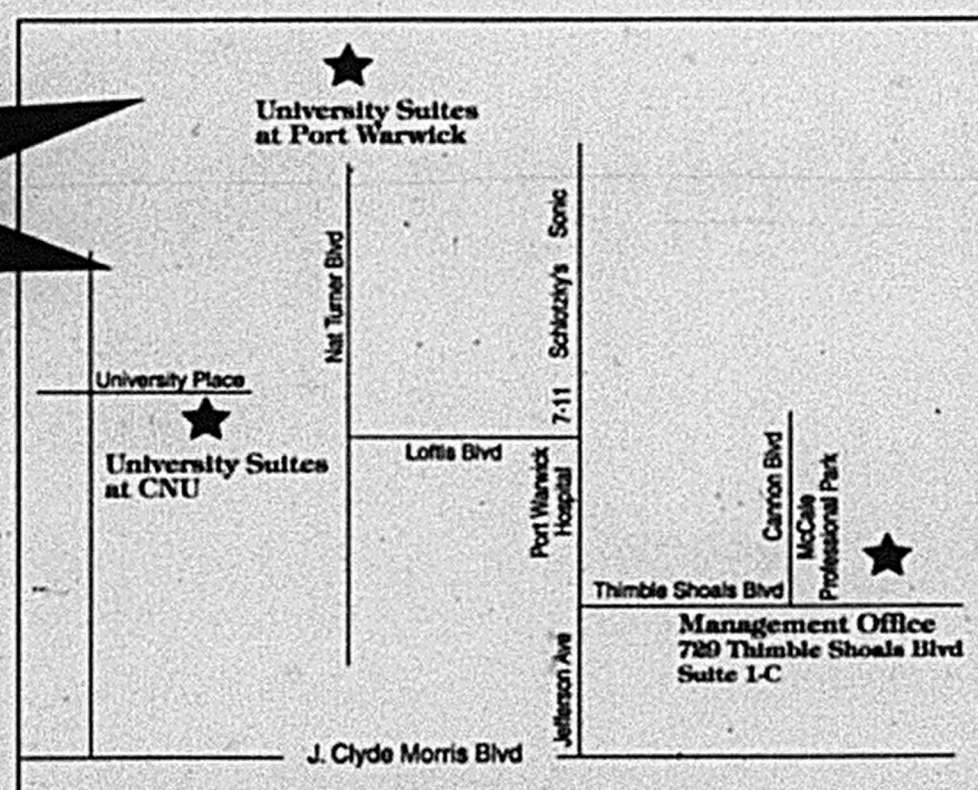 University Suites
at Port Warwick
Nat Turner Blvd
7-11 Schlotzky's Sonic
University Place
University Suites
at CNU
Loftis Blvd
Port Warwick
Hospital
Cannon Blvd
McCale
Professional Park
Thimble Shoals Blvd
Management Office
729 Thimble Shoals Blvd
Suite 1-C
Jefferson Ave
J. Clyde Morris Blvd